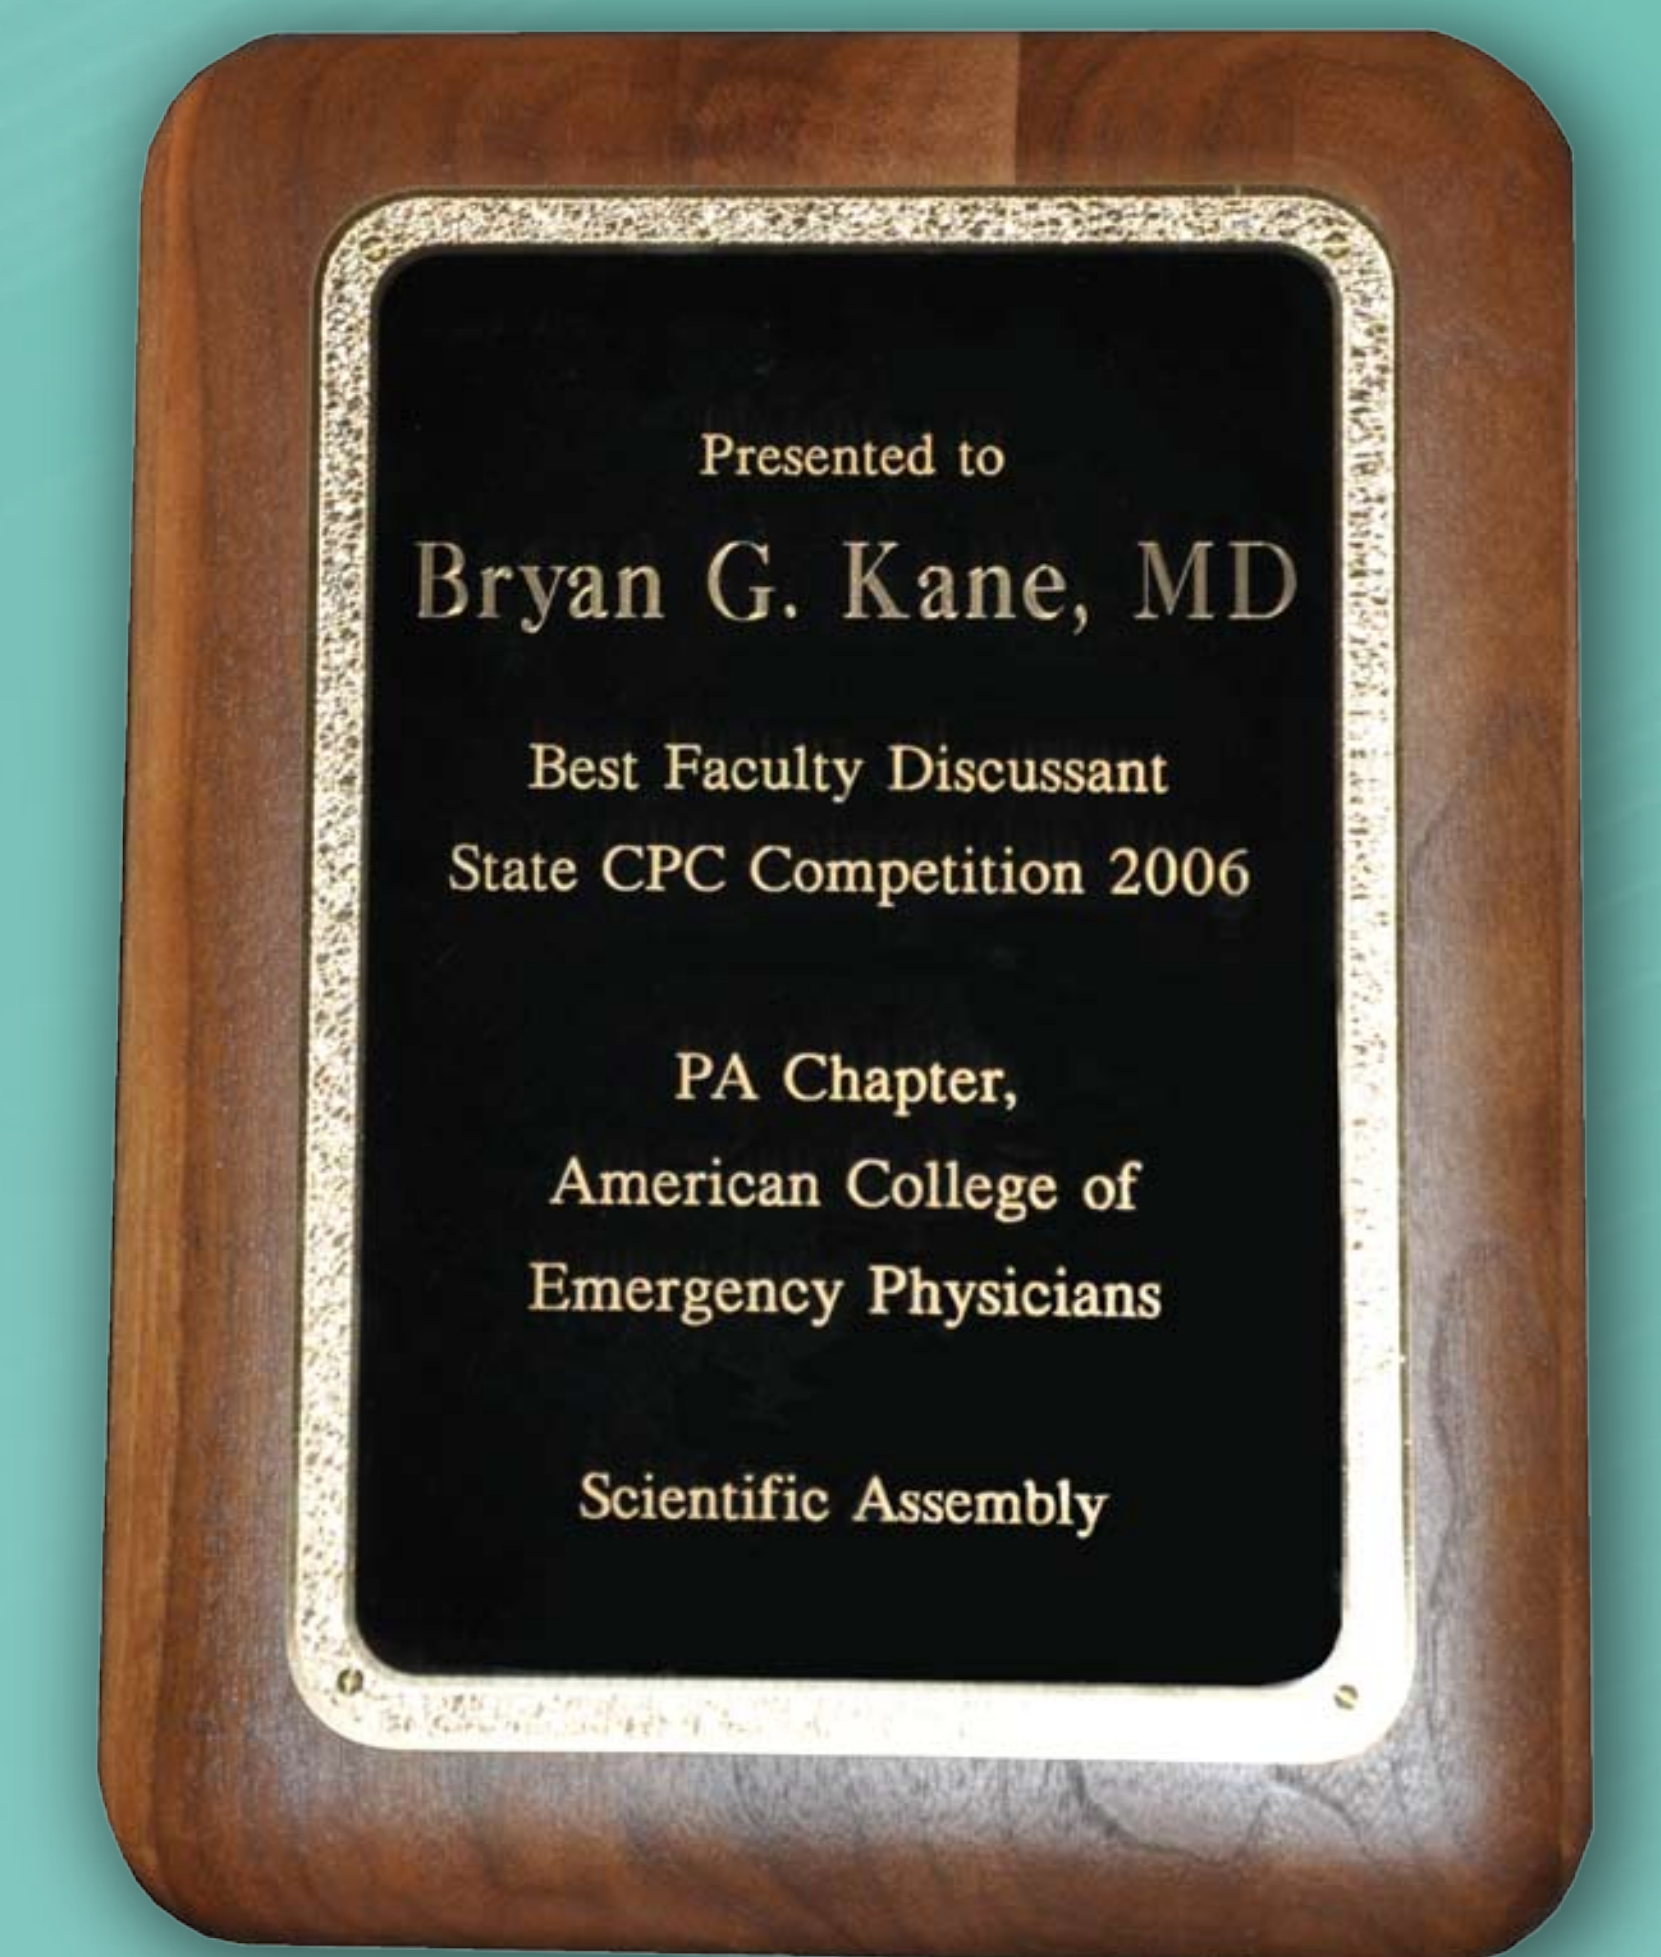 Presented to
Bryan G. Kane, MD
Best Faculty Discussant
State CPC Competition 2006
PA Chapter,
American College of
Emergency Physicians
Scientific Assembly